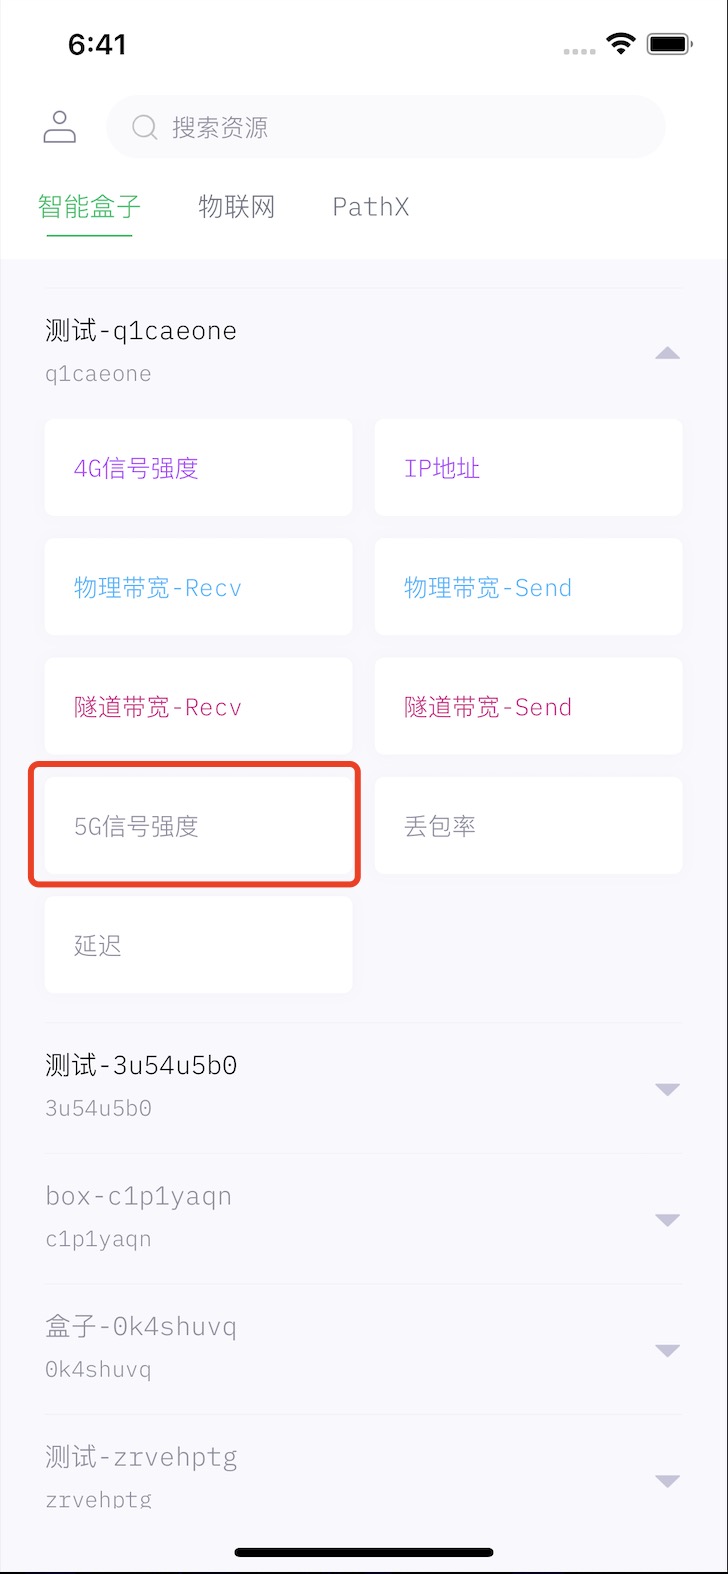 6:41
搜索资源
智能盒子 物联网 PathX
测试-q1caeone
q1caeone
4G信号强度 IP地址
物理带宽-Recv 物理带宽-Send
隧道带宽-Recv 隧道带宽-Send
5G信号强度 丢包率
延迟
测试-3u54u5b0
3u54u5b0
box-c1p1yaqn
c1p1yaqn
盒子-0k4shuvq
0k4shuvq
测试-zrvehptg
zrvehptg